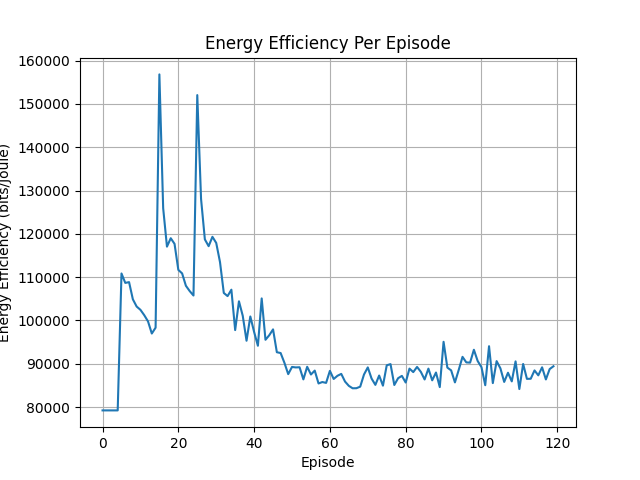 Energy Efficiency Per Episode
Energy Efficiency (bits/Joule)
160000
150000
140000
130000
120000
110000
100000
90000
80000
0 20 40 60 80 100 120
Episode